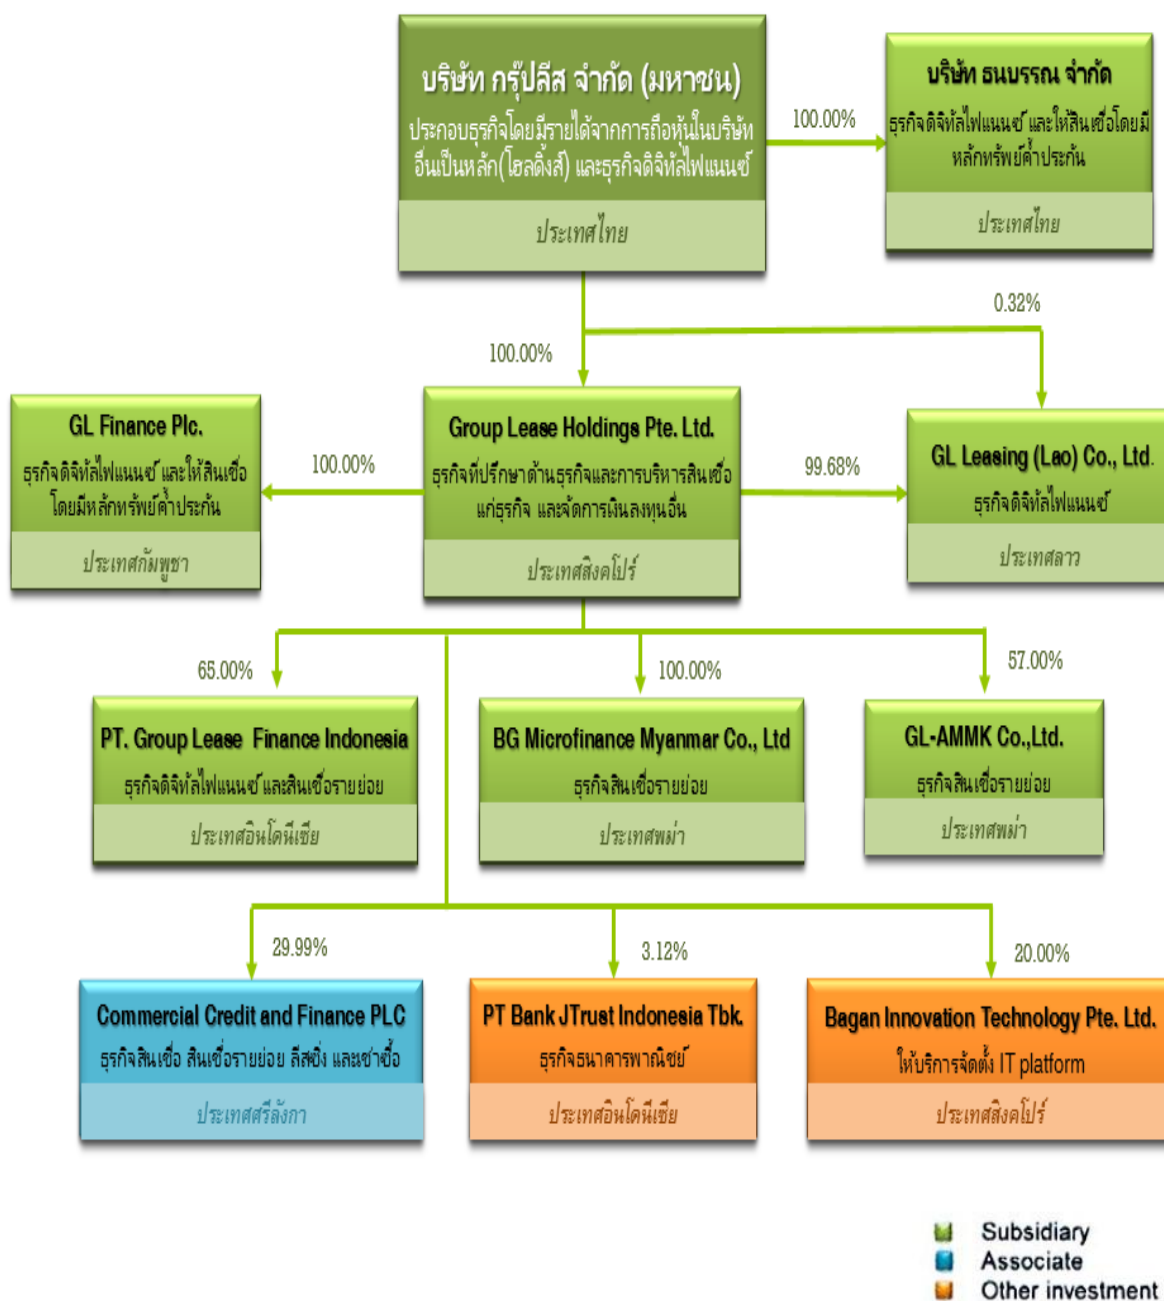 บริษัท กรุ๊ปลีส จำกัด (มหาชน)
ประกอบธุรกิจโดยมีรายได้จากการถือหุ้นในบริษัท
อื่นเป็นหลัก(โฮลดิ้งส์) และธุรกิจดิจิทัลไฟแนนซ์
ประเทศไทย
100.00%
บริษัท ธนบรรณ จำกัด
ธุรกิจดิจิทัลไฟแนนซ์ และให้สินเชื่อโดยมี
หลักทรัพย์ค้ำประกัน
ประเทศไทย
0.32%
100.00%
GL Finance Plc.
ธุรกิจดิจิทัลไฟแนนซ์ และให้สินเชื่อ
โดยมีหลักทรัพย์ค้ำประกัน
ประเทศกัมพูชา
100.00%
Group Lease Holdings Pte. Ltd.
ธุรกิจที่ปรึกษาด้านธุรกิจและการบริหารสินเชื่อ
แก่ธุรกิจ และจัดการเงินลงทุนอื่น
ประเทศสิงคโปร์
99.68%
GL Leasing (Lao) Co., Ltd.
ธุรกิจดิจิทัลไฟแนนซ์
ประเทศลาว
65.00%
100.00%
57.00%
PT. Group Lease Finance Indonesia
ธุรกิจดิจิทัลไฟแนนซ์ และสินเชื่อรายย่อย
ประเทศอินโดนีเซีย
BG Microfinance Myanmar Co., Ltd
ธุรกิจสินเชื่อรายย่อย
ประเทศพม่า
GL-AMMK Co.,Ltd.
ธุรกิจสินเชื่อรายย่อย
ประเทศพม่า
29.99%
3.12%
20.00%
Commercial Credit and Finance PLC
ธุรกิจสินเชื่อ สินเชื่อรายย่อย ลีสซิ่ง และเช่าซื้อ
ประเทศศรีลังกา
PT Bank JTrust Indonesia Tbk.
ธุรกิจธนาคารพาณิชย์
ประเทศอินโดนีเซีย
Bagan Innovation Technology Pte. Ltd.
ให้บริการจัดตั้ง IT platform
ประเทศสิงคโปร์
Subsidiary
Associate
Other investment